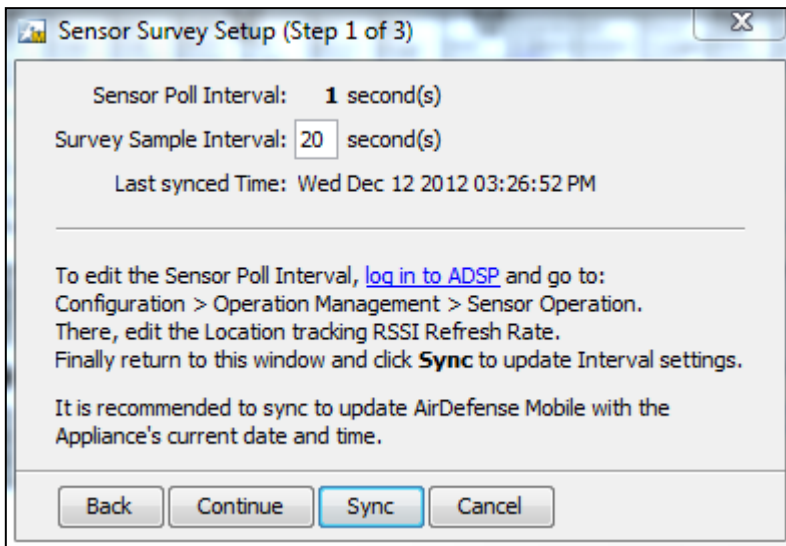 Sensor Survey Setup (Step 1 of 3)
Sensor Poll Interval: 1 second(s)
Survey Sample Interval: 20 second(s)
Last synced Time: Wed Dec 12 2012 03:26:52 PM
To edit the Sensor Poll Interval, log in to ADSP and go to:
Configuration > Operation Management > Sensor Operation.
There, edit the Location tracking RSSI Refresh Rate.
Finally return to this window and click Sync to update Interval settings.
It is recommended to sync to update AirDefense Mobile with the
Appliance's current date and time.
Back Continue Sync Cancel